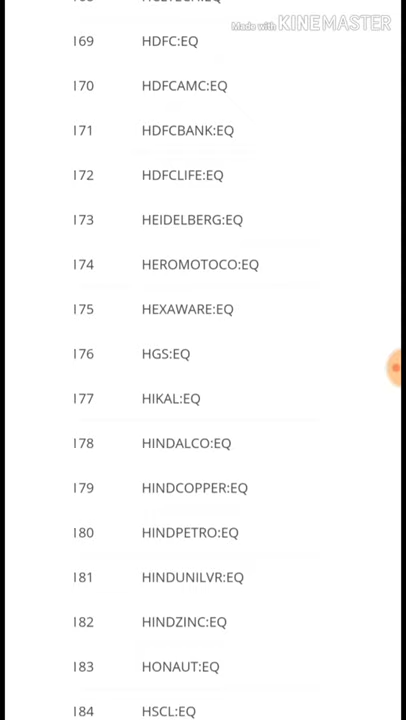 Made with KINEMASTER
169 HDFC:EQ
170 HDFCAMC:EQ
171 HDFCBANK:EQ
172 HDFCLIFE:EQ
173 HEIDELBERG:EQ
174 HEROMOTOCO:EQ
175 HEXAWARE:EQ
176 HGS:EQ
177 HIKAL:EQ
178 HINDALCO:EQ
179 HINDCOPPER:EQ
180 HINDPETRO:EQ
181 HINDUNILVR:EQ
182 HINDZINC:EQ
183 HONAUT:EQ
184 HSCL:EQ